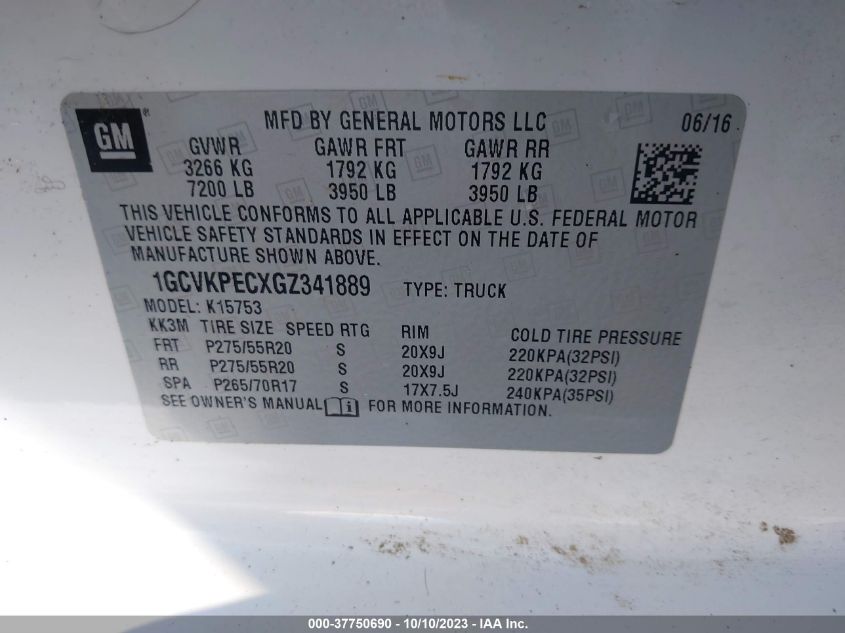 GM ® MFD BY GENERAL MOTORS LLC 06/16
GVWR GAWR FRT GAWR RR
3266 KG 1792 KG 1792 KG
7200 LB 3950 LB 3950 LB
THIS VEHICLE CONFORMS TO ALL APPLICABLE U.S. FEDERAL MOTOR
VEHICLE SAFETY STANDARDS IN EFFECT ON THE DATE OF
MANUFACTURE SHOWN ABOVE.
1GCVKPECXGZ341889 TYPE: TRUCK
MODEL: K15753
KK3M TIRE SIZE SPEED RTG RIM COLD TIRE PRESSURE
FRT P275/55R20 S 20X9J 220KPA(32PSI)
RR P275/55R20 S 20X9J 220KPA(32PSI)
SPA P265/70R17 S 17X7.5J 240KPA(35PSI)
SEE OWNER'S MANUAL i FOR MORE INFORMATION.
000-37750690 - 10/10/2023 - IAA Inc.